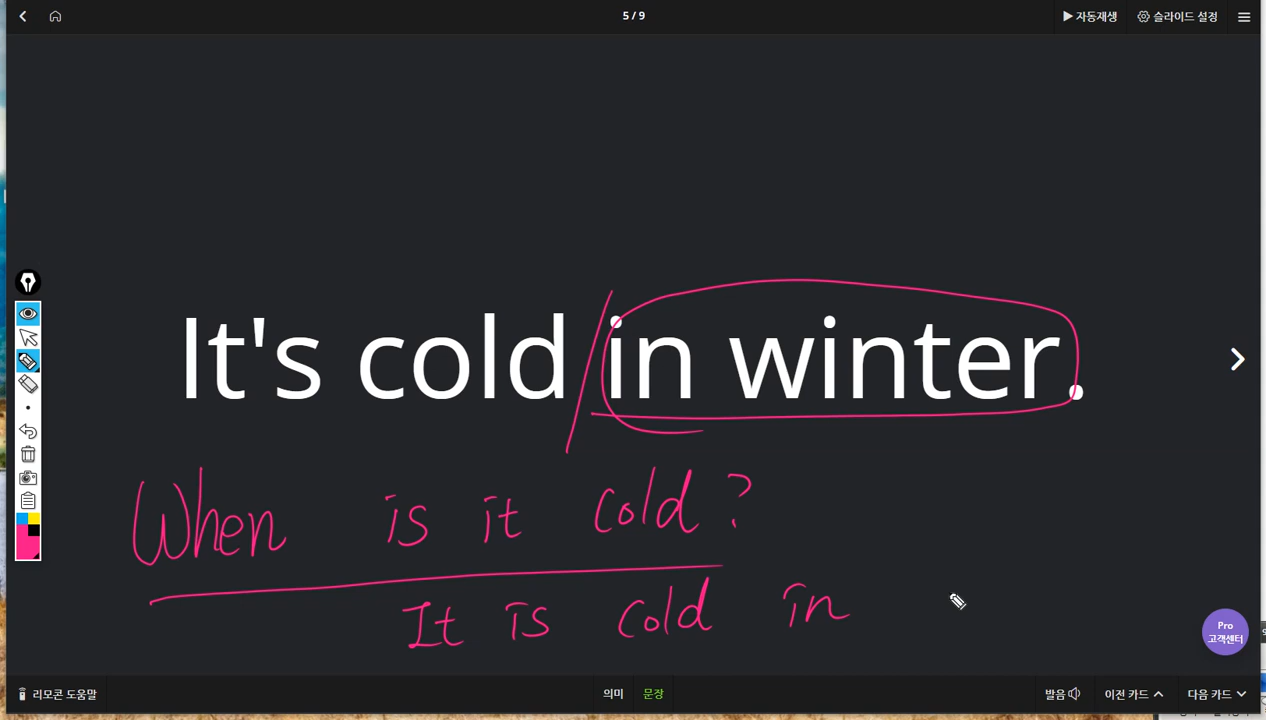 5 / 9
자동재생
슬라이드 설정
It's cold in winter.
When is it cold?
It is cold in
Pro
고객센터
리모콘 도움말
의미
문장
발음
이전 카드
다음 카드